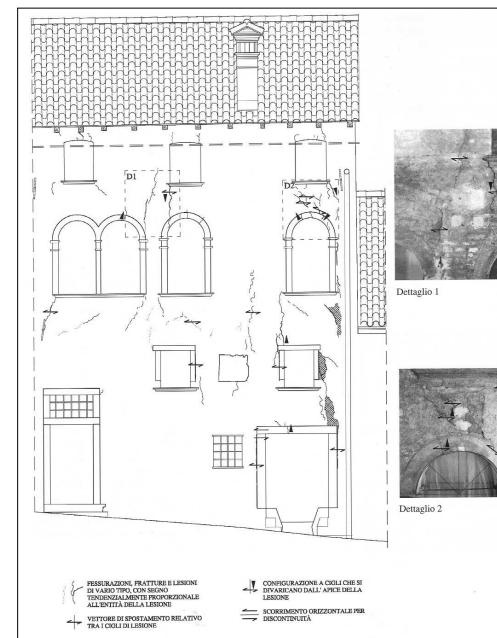 D1
D2
Dettaglio 1
Dettaglio 2
FESSURAZIONI, FRATTURE E LESIONI
DI VARIO TIPO, CON SEGNO
TENDENZIALMENTE PROPORZIONALE
ALL'ENTITÀ DELLA LESIONE
VETTORE DI SPOSTAMENTO RELATIVO
TRA I CIGLI DI LESIONE
CONFIGURAZIONE A CIGLI CHE SI
DIVARICANO DALL' APICE DELLA
LESIONE
SCORRIMENTO ORIZZONTALE PER
DISCONTINUITÀ